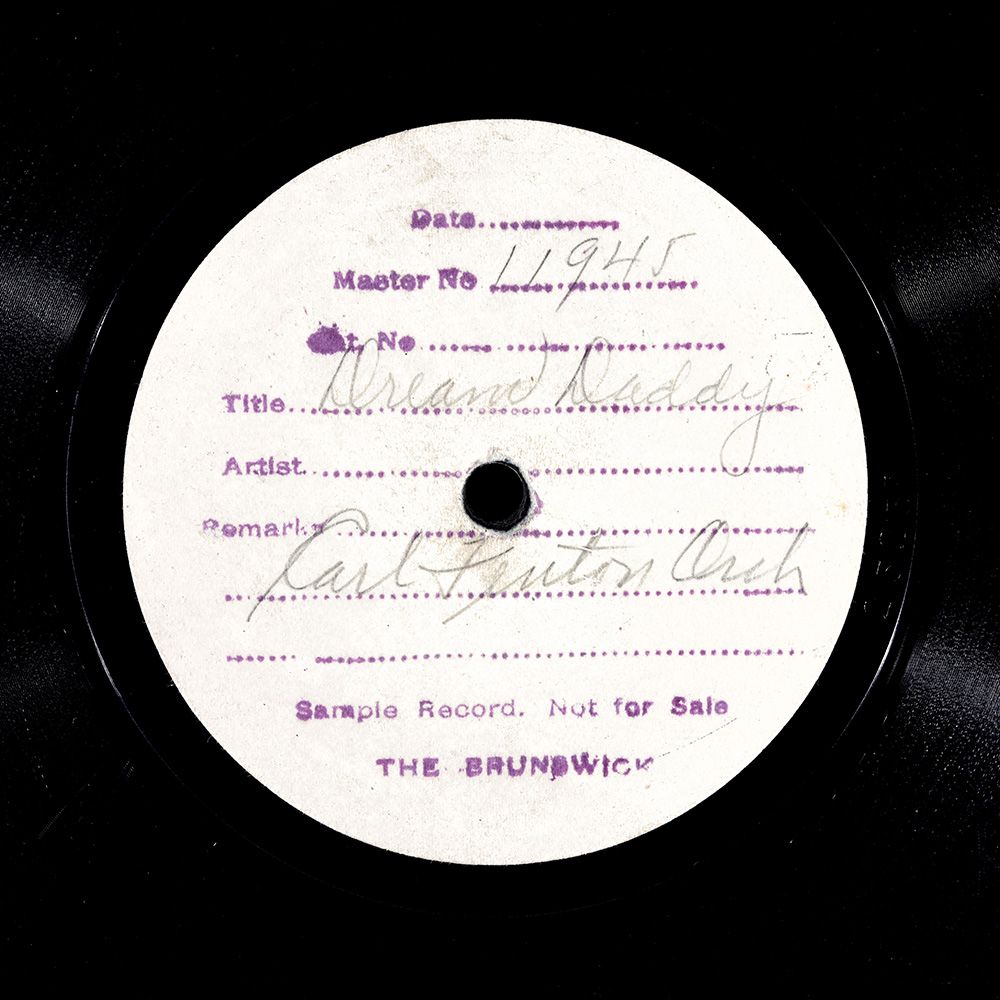 Date
Master No 11945
Cat. No
Title Dream Daddy
Artist
Remarks
Carl Fenton Orch
Sample Record. Not for Sale
THE BRUNSWICK